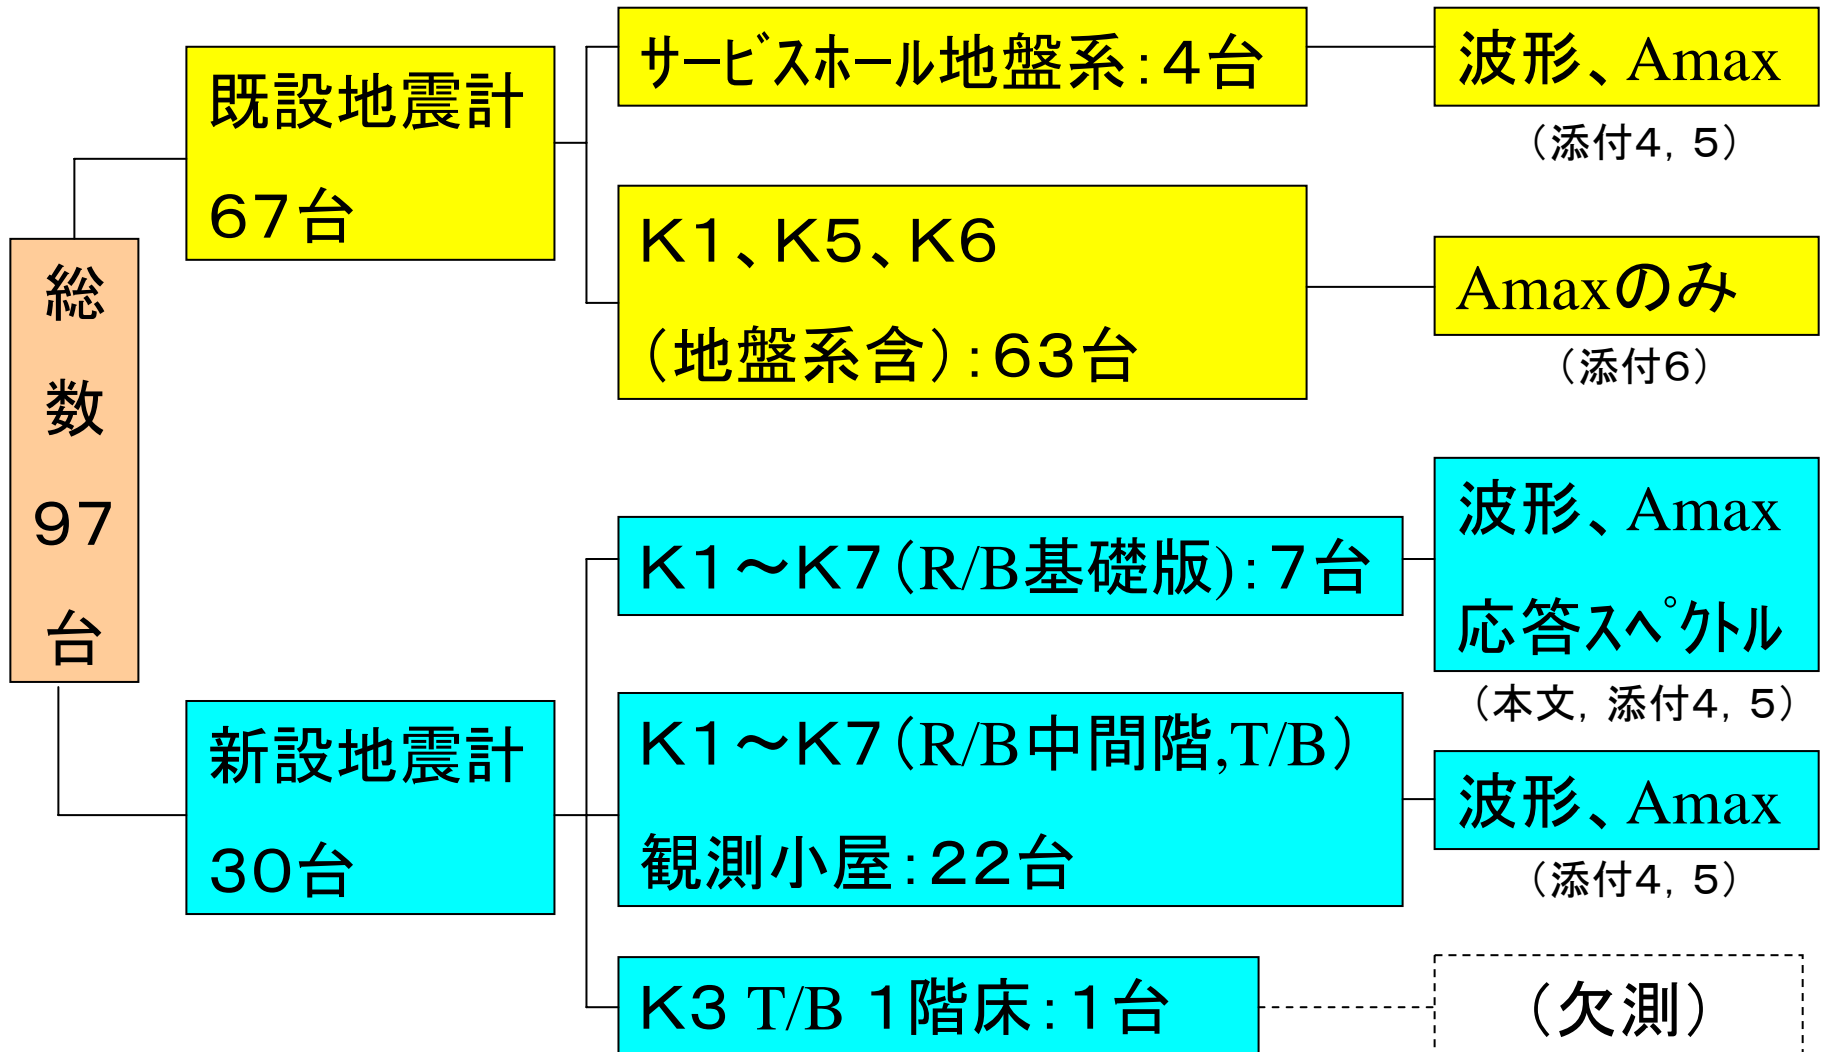 総数97台
既設地震計
67台
サービスホール地盤系:4台
波形、Amax
(添付4, 5)
K1、K5、K6
(地盤系含):63台
Amaxのみ
(添付6)
新設地震計
30台
K1~K7(R/B基礎版):7台
波形、Amax
応答スペクトル
(本文, 添付4, 5)
K1~K7(R/B中間階,T/B)
観測小屋:22台
波形、Amax
(添付4, 5)
K3 T/B 1階床:1台
(欠測)